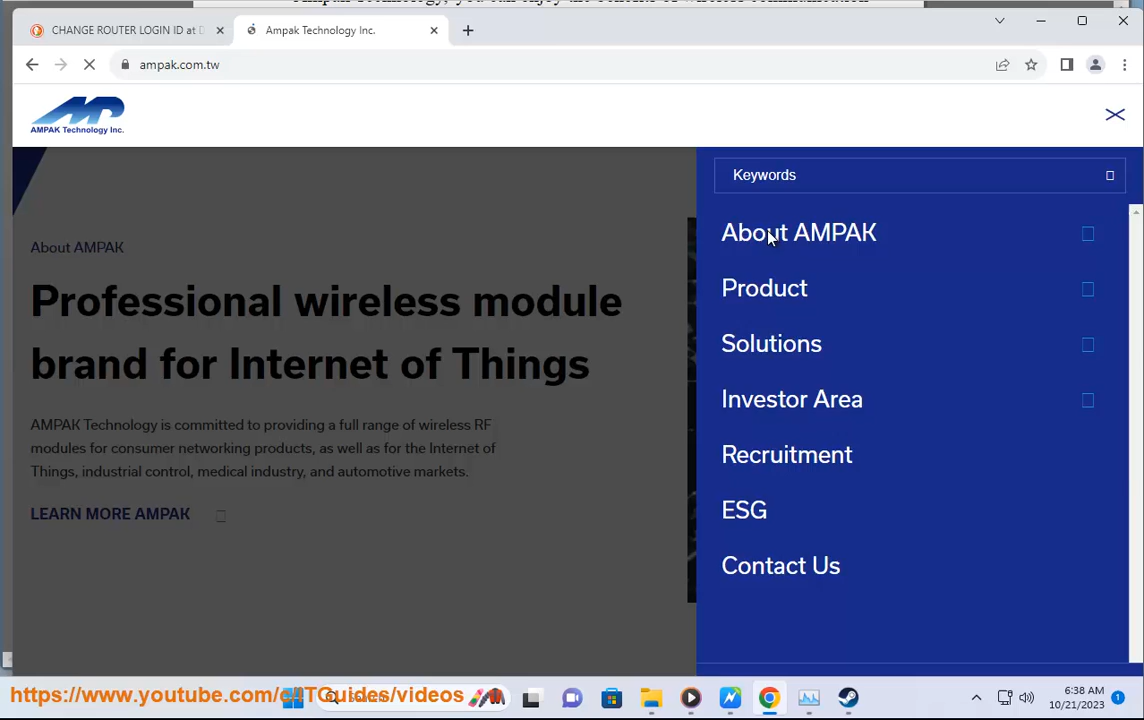 CHANGE ROUTER LOGIN ID at
Ampak Technology Inc.
ampak.com.tw
AMPAK Technology Inc.
Keywords
About AMPAK
Product
Solutions
Investor Area
Recruitment
ESG
Contact Us
About AMPAK
Professional wireless module
brand for Internet of Things
AMPAK Technology is committed to providing a full range of wireless RF
modules for consumer networking products, as well as for the Internet of
Things, industrial control, medical industry, and automotive markets.
LEARN MORE AMPAK
https://www.youtube.com/c/ITGuides/videos
6:38 AM
10/21/2023
1